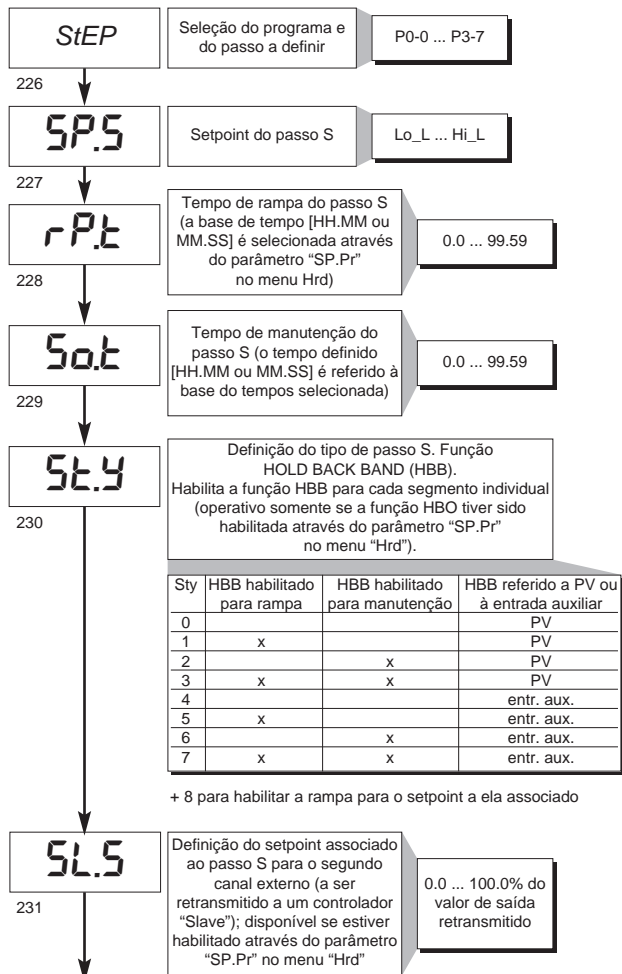 StEP
Seleção do programa e
do passo a definir
P0-0 ... P3-7
226
SP.S
Setpoint do passo S
Lo_L ... Hi_L
227
rP.t
Tempo de rampa do passo S
(a base de tempo [HH.MM ou
MM.SS] é selecionada através
do parâmetro “SP.Pr”
no menu Hrd)
0.0 ... 99.59
228
So.t
Tempo de manutenção do
passo S (o tempo definido
[HH.MM ou MM.SS] é referido à
base do tempos selecionada)
0.0 ... 99.59
229
St.Y
Definição do tipo de passo S. Função
HOLD BACK BAND (HBB).
Habilita a função HBB para cada segmento individual
(operativo somente se a função HBO tiver sido
habilitada através do parâmetro “SP.Pr”
no menu “Hrd”).
230
Sty HBB habilitado HBB habilitado HBB referido a PV ou
para rampa para manutenção à entrada auxiliar
0 PV
1 x PV
2 x PV
3 x x PV
4 entr. aux.
5 x entr. aux.
6 x entr. aux.
7 x x entr. aux.
+ 8 para habilitar a rampa para o setpoint a ela associado
SL.S
Definição do setpoint associado
ao passo S para o segundo
canal externo (a ser
retransmitido a um controlador
“Slave”); disponível se estiver
habilitado através do parâmetro
“SP.Pr” no menu “Hrd”
0.0 ... 100.0% do
valor de saída
retransmitido
231